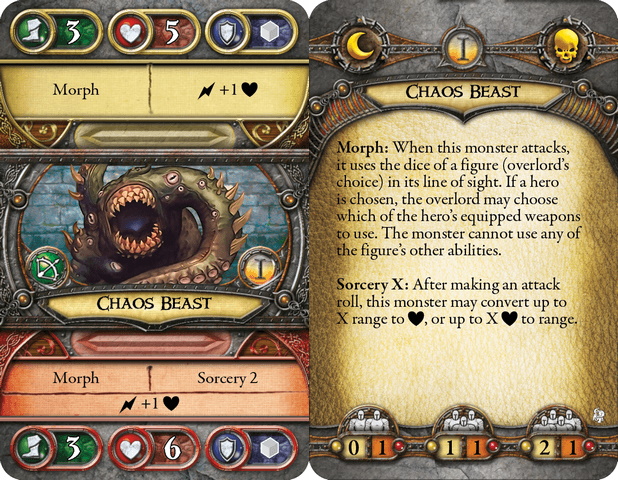 3 5
Morph +1
I
CHAOS BEAST
Morph Sorcery 2
+1
3 6
I
CHAOS BEAST
Morph: When this monster attacks,
it uses the dice of a figure (overlord's
choice) in its line of sight. If a hero
is chosen, the overlord may choose
which of the hero's equipped weapons
to use. The monster cannot use any of
the figure's other abilities.
Sorcery X: After making an attack
roll, this monster may convert up to
X range to ♥, or up to X ♥ to range.
0 1 1 1 2 1